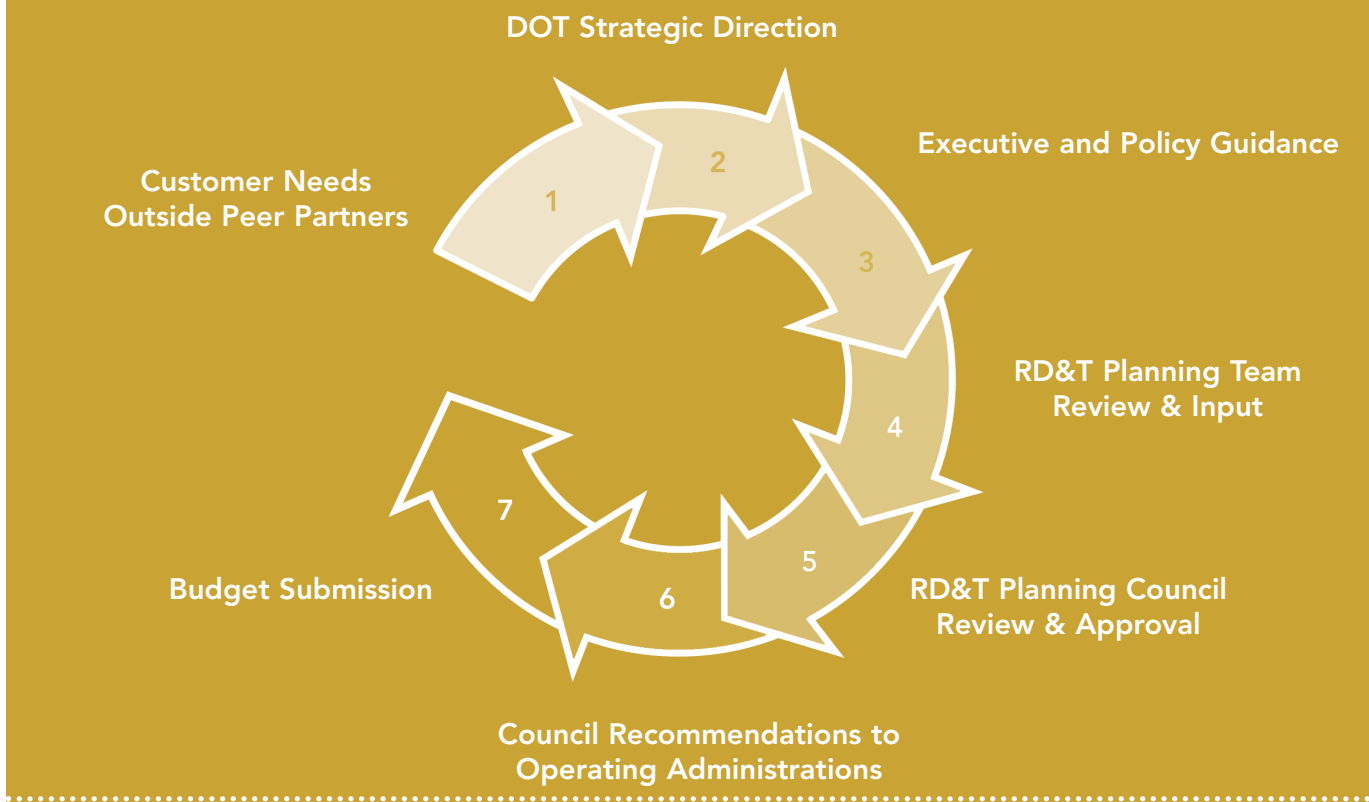 DOT Strategic Direction
Executive and Policy Guidance
Customer Needs
Outside Peer Partners
1
2
3
RD&T Planning Team
Review & Input
4
5
RD&T Planning Council
Review & Approval
6
7
Budget Submission
Council Recommendations to
Operating Administrations